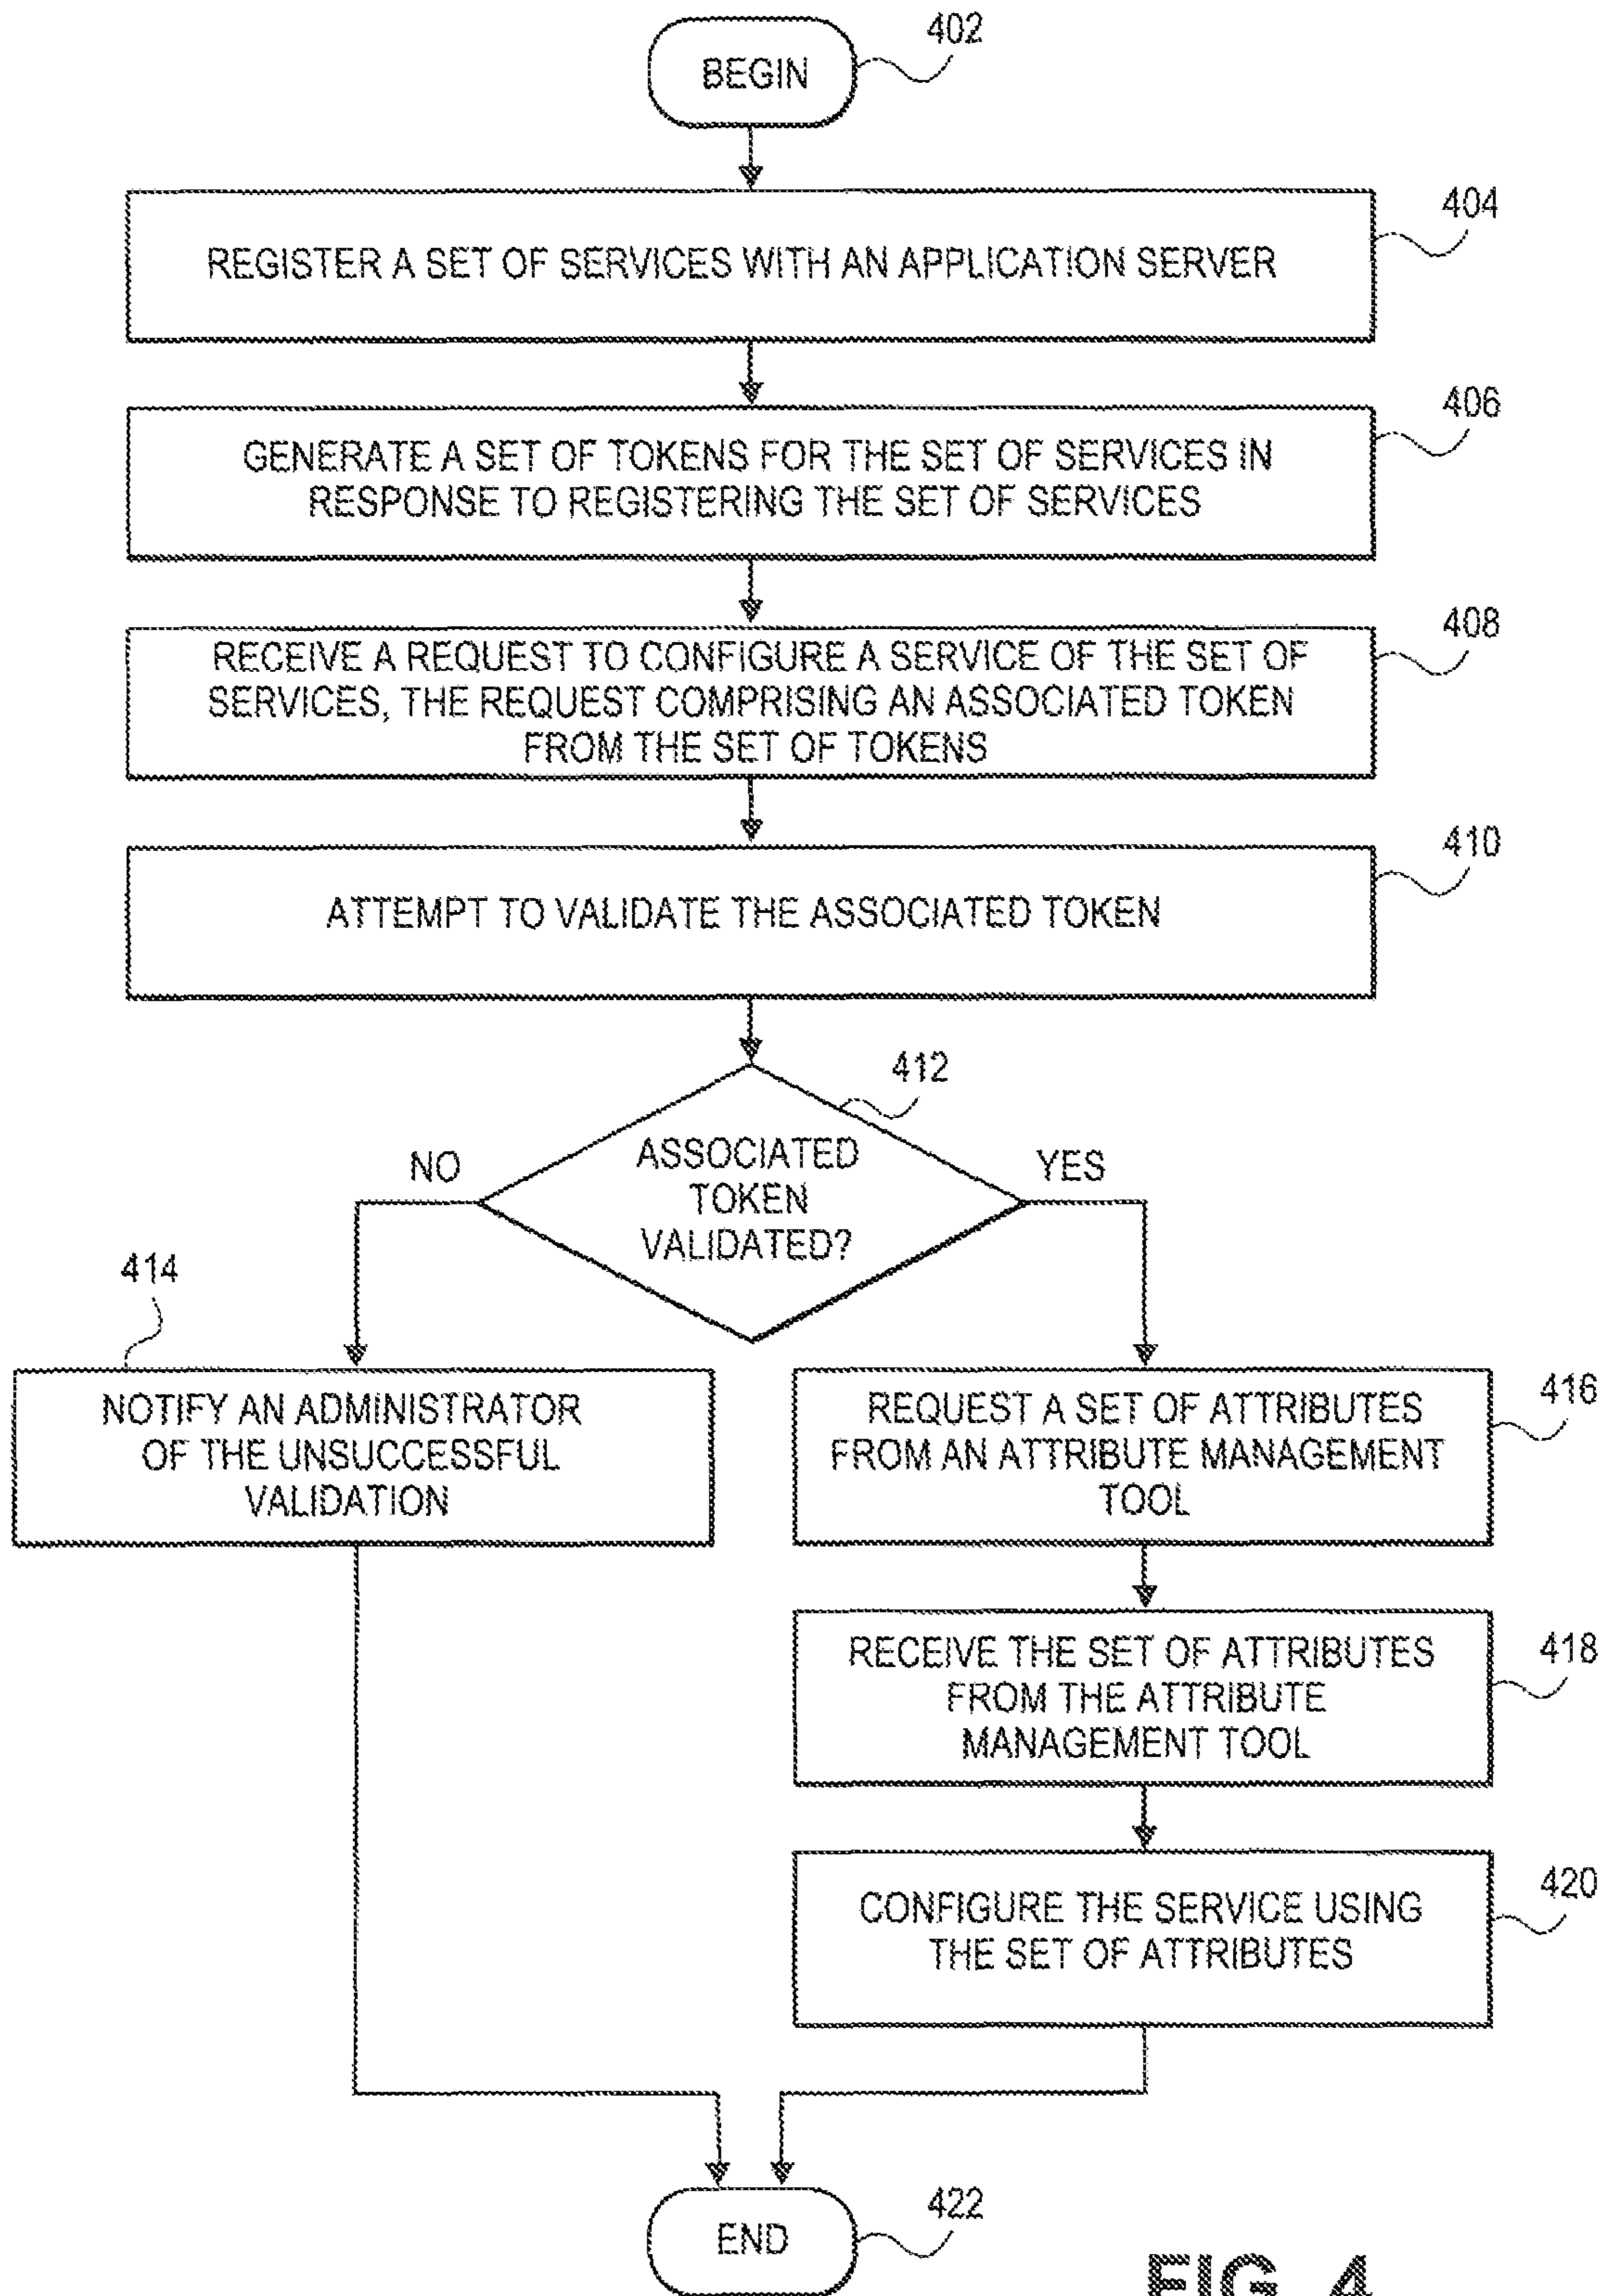 BEGIN
402
REGISTER A SET OF SERVICES WITH AN APPLICATION SERVER
404
GENERATE A SET OF TOKENS FOR THE SET OF SERVICES IN
RESPONSE TO REGISTERING THE SET OF SERVICES
406
RECEIVE A REQUEST TO CONFIGURE A SERVICE OF THE SET OF
SERVICES, THE REQUEST COMPRISING AN ASSOCIATED TOKEN
FROM THE SET OF TOKENS
408
ATTEMPT TO VALIDATE THE ASSOCIATED TOKEN
410
412
ASSOCIATED
TOKEN
VALIDATED?
NO
YES
414
NOTIFY AN ADMINISTRATOR
OF THE UNSUCCESSFUL
VALIDATION
REQUEST A SET OF ATTRIBUTES
FROM AN ATTRIBUTE MANAGEMENT
TOOL
416
RECEIVE THE SET OF ATTRIBUTES
FROM THE ATTRIBUTE
MANAGEMENT TOOL
418
CONFIGURE THE SERVICE USING
THE SET OF ATTRIBUTES
420
END
422
FIG. 4